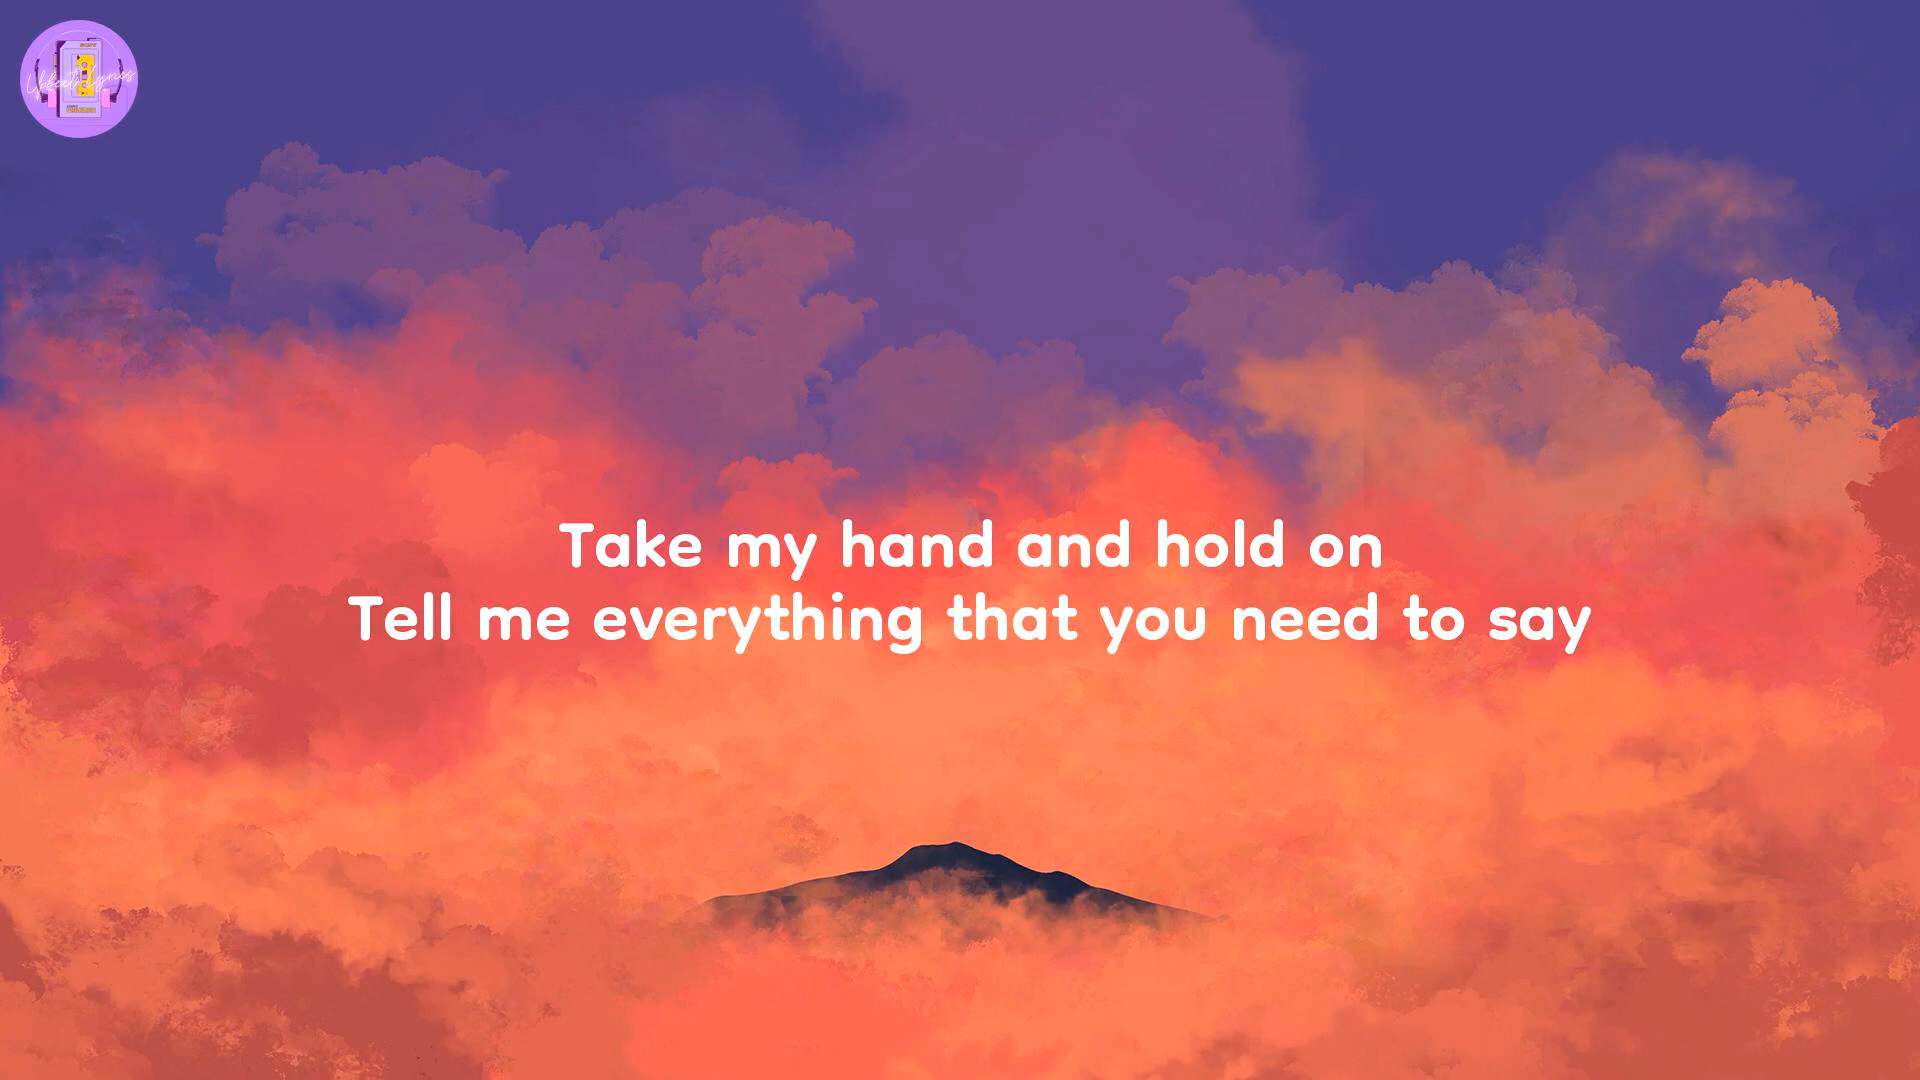 Take my hand and hold on
Tell me everything that you need to say